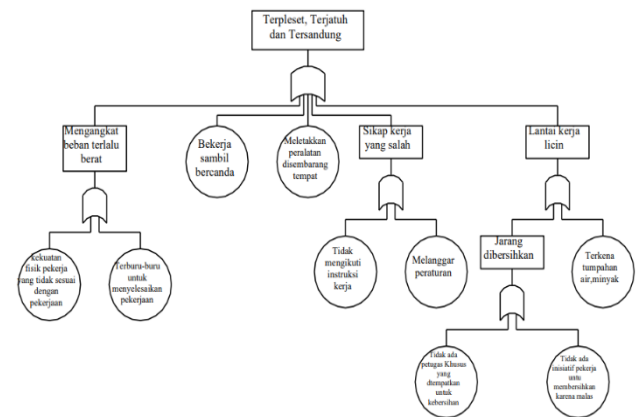 Terpleset, Terjatuh
dan Tersandung
Mengangkat
beban terlalu
berat
Bekerja
sambil
bercanda
Meletakkan
peralatan
disembarang
tempat
Sikap kerja
yang salah
Lantai kerja
licin
kekuatan
fisik pekerja
yang tidak sesuai
dengan
pekerjaan
Terburu-buru
untuk
menyelesaikan
pekerjaan
Tidak
mengikuti
instruksi
kerja
Melanggar
peraturan
Jarang
dibersihkan
Terkena
tumpahan
air,minyak
Tidak ada
petugas Khusus
yang
dtempatkan
untuk
kebersihan
Tidak ada
inisiatif pekerja
untu
membersihkan
karena malas